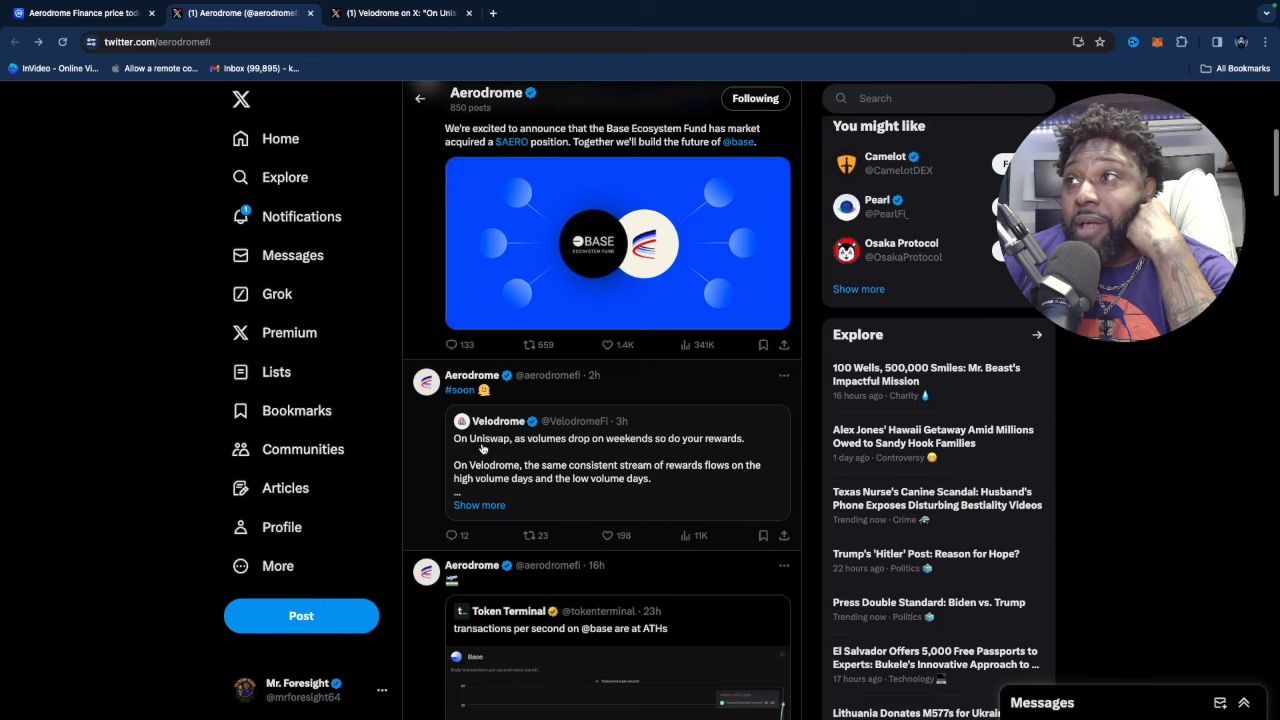 Aerodrome Finance price tod
(1) Aerodrome (@aerodromefi)
(1) Velodrome on X: "On Unis
twitter.com/aerodromefi
InVideo - Online Vi...
Allow a remote co...
Inbox (99,895) - k...
All Bookmarks
Home
Explore
1
Notifications
Messages
Grok
Premium
Lists
Bookmarks
Communities
Articles
Profile
More
Post
Mr. Foresight
@mrforesight64
Aerodrome
850 posts
Following
We're excited to announce that the Base Ecosystem Fund has market
acquired a $AERO position. Together we'll build the future of @base.
BASE
ECOSYSTEM FUND
133 659 1.4K 341K
Aerodrome @aerodromefi · 2h
#soon 🫠
Velodrome @VelodromeFi · 3h
On Uniswap, as volumes drop on weekends so do your rewards.
On Velodrome, the same consistent stream of rewards flows on the
high volume days and the low volume days.
...
Show more
12 23 198 11K
Aerodrome @aerodromefi · 16h
Token Terminal @tokenterminal · 23h
transactions per second on @base are at ATHs
Base
Transactions per second
Search
You might like
Camelot
@CamelotDEX
Pearl
@PearlFi_
Osaka Protocol
@OsakaProtocol
Show more
Explore
100 Wells, 500,000 Smiles: Mr. Beast's
Impactful Mission
16 hours ago · Charity 💧
Alex Jones' Hawaii Getaway Amid Millions
Owed to Sandy Hook Families
1 day ago · Controversy
Texas Nurse's Canine Scandal: Husband's
Phone Exposes Disturbing Bestiality Videos
Trending now · Crime
Trump's 'Hitler' Post: Reason for Hope?
22 hours ago · Politics 🗳️
Press Double Standard: Biden vs. Trump
Trending now · Politics 🗳️
El Salvador Offers 5,000 Free Passports to
Experts: Bukele's Innovative Approach to ...
17 hours ago · Technology
Lithuania Donates M577s for Ukrai
Messages